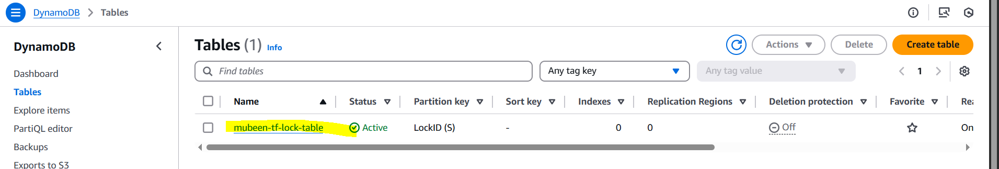 DynamoDB > Tables
DynamoDB
Dashboard
Tables
Explore items
PartiQL editor
Backups
Exports to S3
Tables (1) Info
Actions
Delete
Create table
Find tables
Any tag key
Any tag value
1
Name Status Partition key Sort key Indexes Replication Regions Deletion protection Favorite Rea
mubeen-tf-lock-table Active LockID (S) - 0 0 Off On